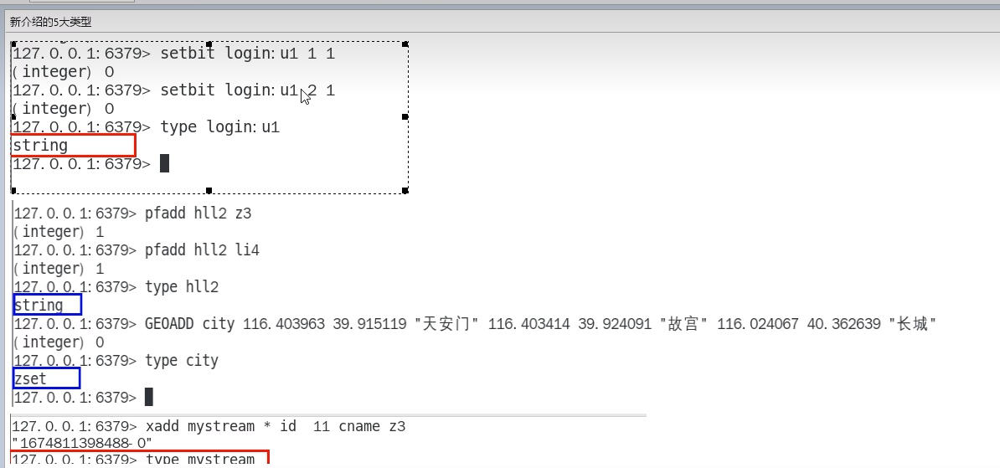 新介绍的5大类型
127.0.0.1:6379> setbit login:u1 1 1
(integer) 0
127.0.0.1:6379> setbit login:u1 2 1
(integer) 0
127.0.0.1:6379> type login:u1
string
127.0.0.1:6379>
127.0.0.1:6379> pfadd hll2 z3
(integer) 1
127.0.0.1:6379> pfadd hll2 li4
(integer) 1
127.0.0.1:6379> type hll2
string
127.0.0.1:6379> GEOADD city 116.403963 39.915119 "天安门" 116.403414 39.924091 "故宫" 116.024067 40.362639 "长城"
(integer) 0
127.0.0.1:6379> type city
zset
127.0.0.1:6379>
127.0.0.1:6379> xadd mystream * id  11 cname z3
"1674811398488-0"
127.0.0.1:6379> type mystream